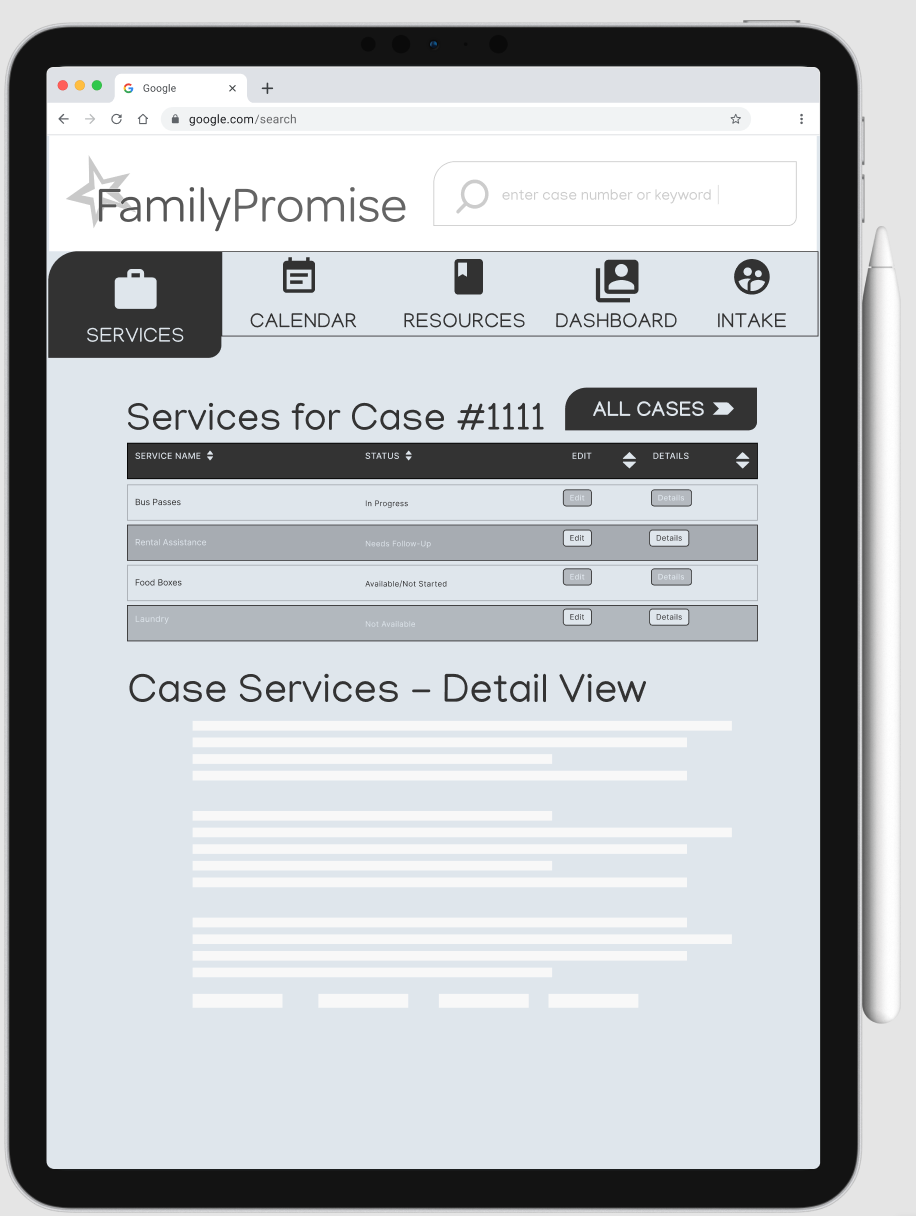 Google
google.com/search
FamilyPromise
enter case number or keyword
SERVICES
CALENDAR
RESOURCES
DASHBOARD
INTAKE
Services for Case #1111
ALL CASES
SERVICE NAME STATUS EDIT DETAILS
Bus Passes In Progress Edit Details
Rental Assistance Needs Follow-Up Edit Details
Food Boxes Available/Not Started Edit Details
Laundry Not Available Edit Details
Case Services – Detail View